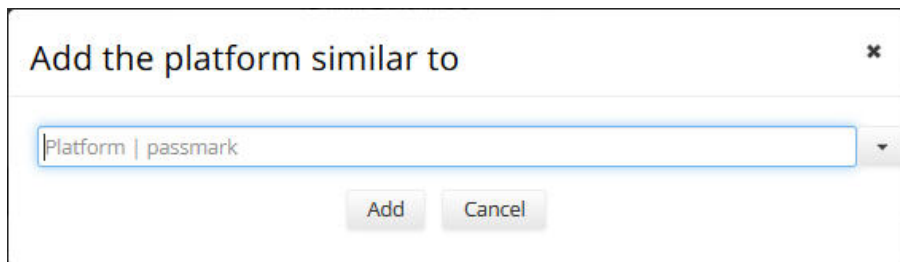 Add the platform similar to
Platform | passmark
Add Cancel